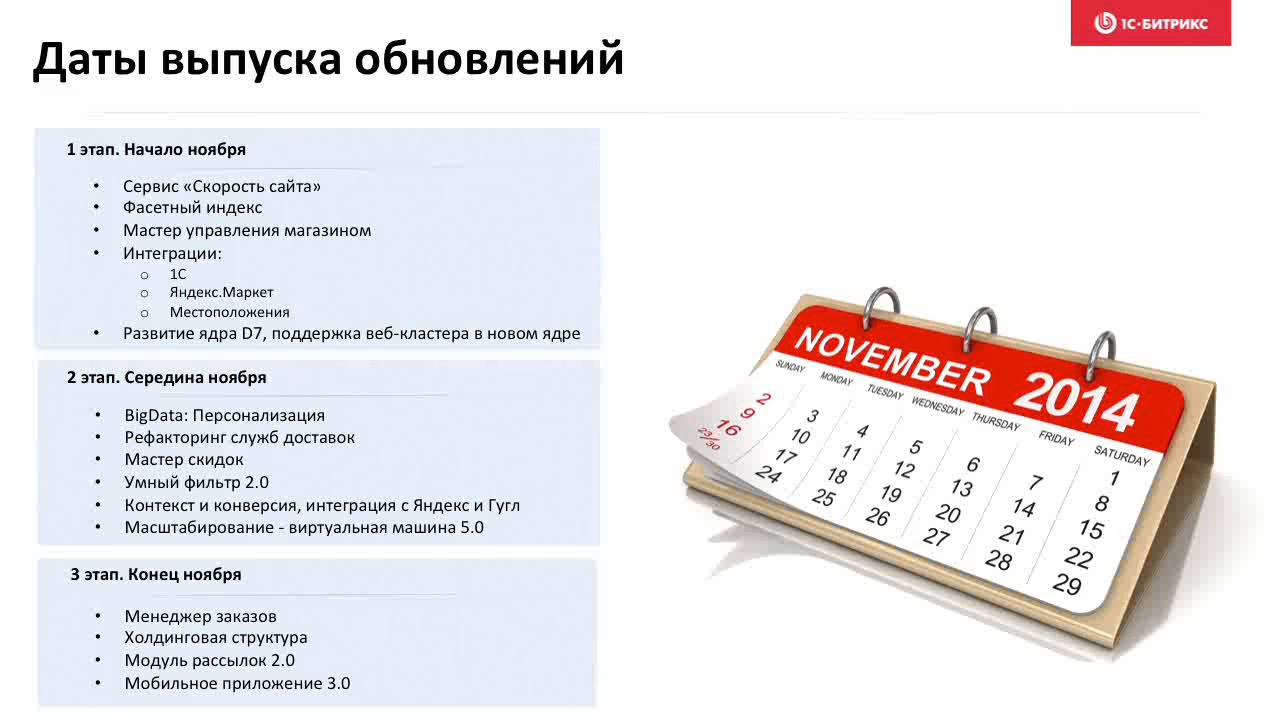 1С·БИТРИКС
Даты выпуска обновлений
1 этап. Начало ноября
• Сервис «Скорость сайта»
• Фасетный индекс
• Мастер управления магазином
• Интеграции:
o 1С
o Яндекс.Маркет
o Местоположения
• Развитие ядра D7, поддержка веб-кластера в новом ядре
2 этап. Середина ноября
• BigData: Персонализация
• Рефакторинг служб доставок
• Мастер скидок
• Умный фильтр 2.0
• Контекст и конверсия, интеграция с Яндекс и Гугл
• Масштабирование - виртуальная машина 5.0
3 этап. Конец ноября
• Менеджер заказов
• Холдинговая структура
• Модуль рассылок 2.0
• Мобильное приложение 3.0
NOVEMBER 2014
SUNDAY MONDAY TUESDAY WEDNESDAY THURSDAY FRIDAY SATURDAY
1
2 3 4 5 6 7 8
9 10 11 12 13 14 15
16 17 18 19 20 21 22
23/30 24 25 26 27 28 29